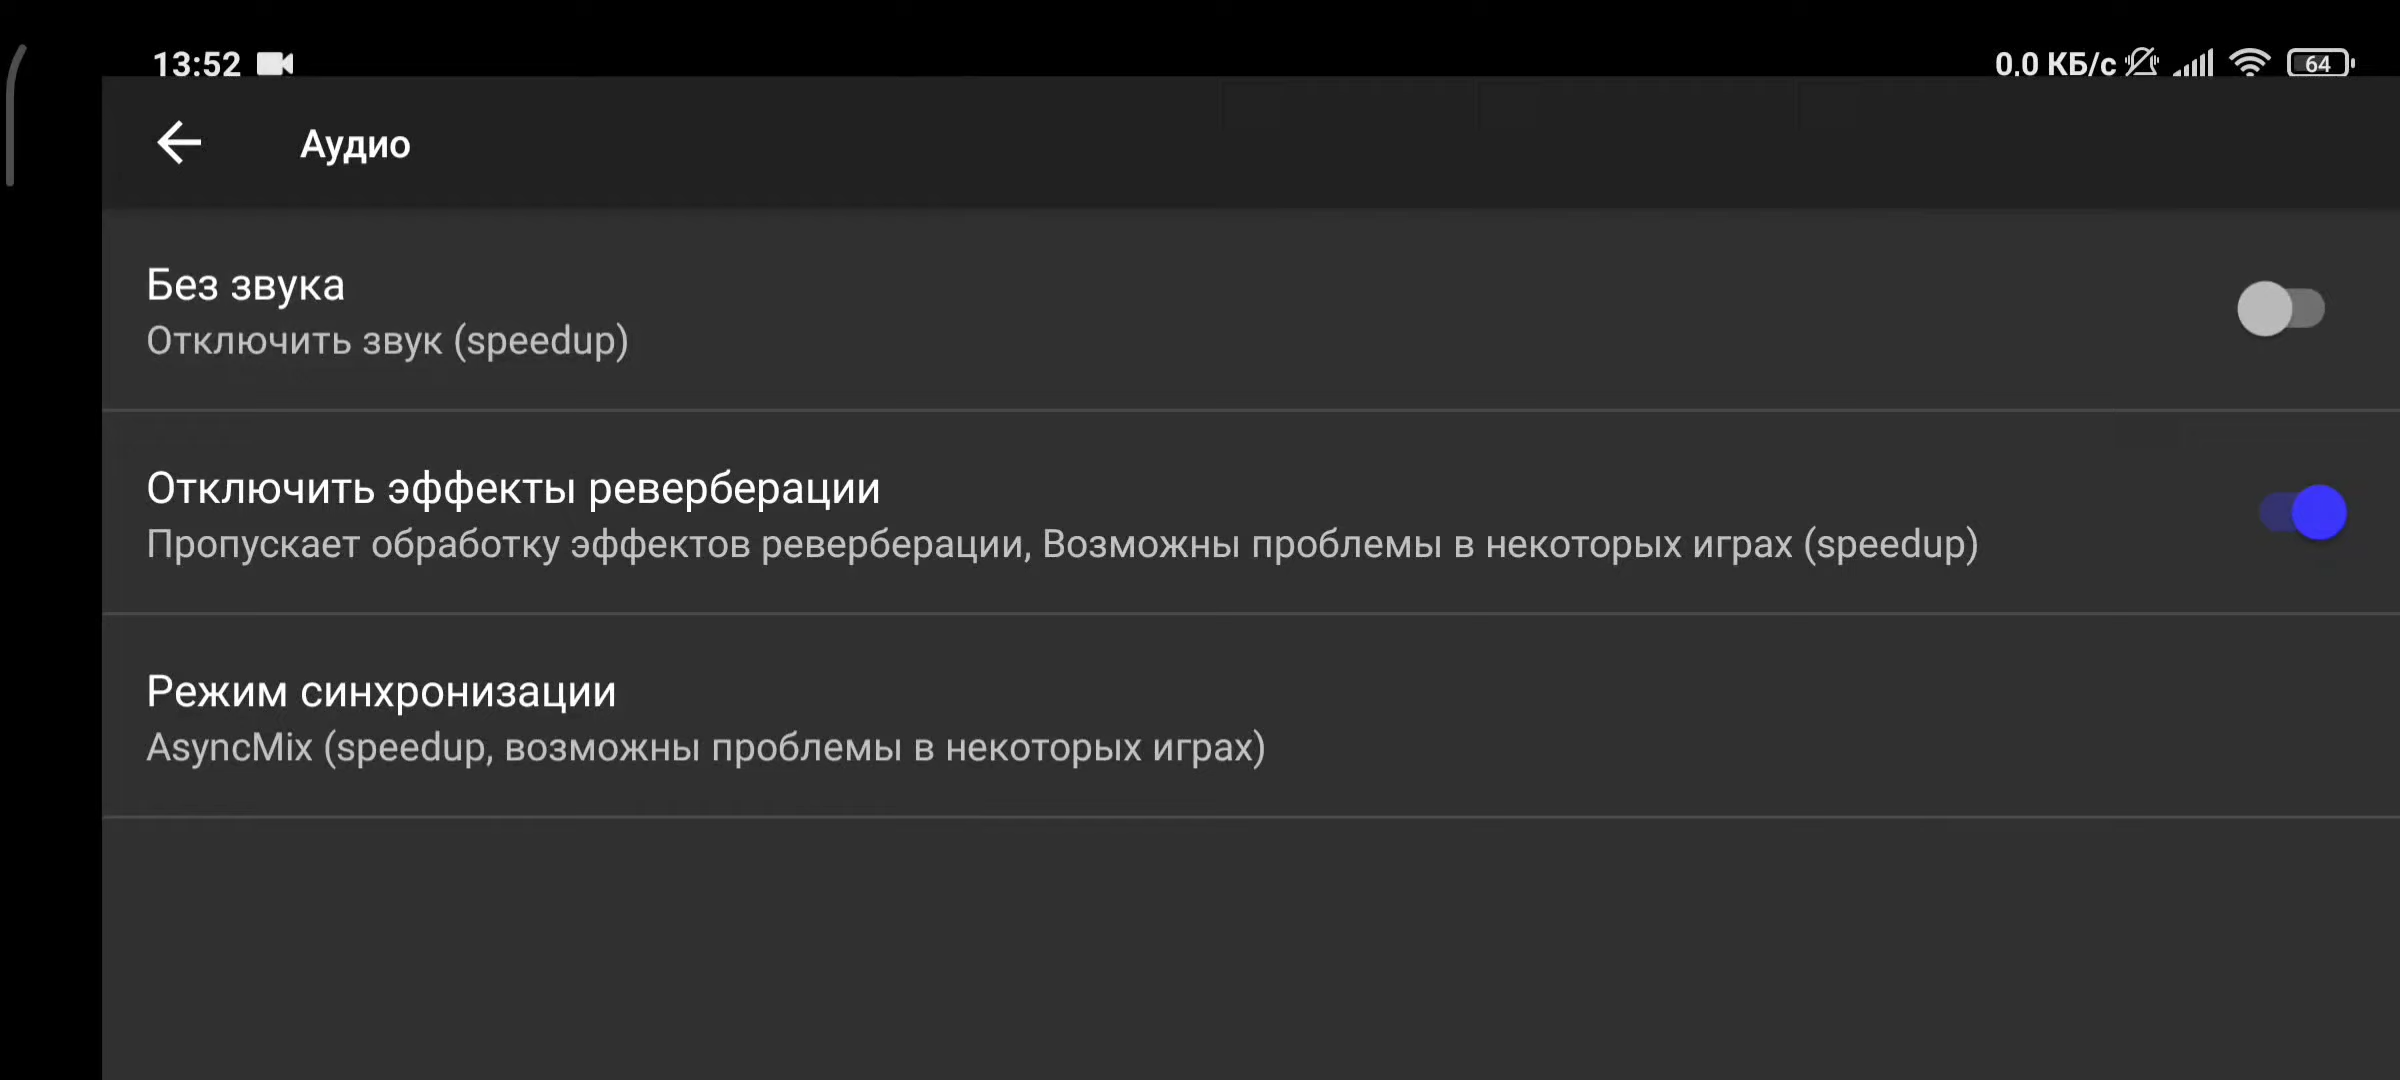 13:52
0,0 КБ/с
64
Аудио
Без звука
Отключить звук (speedup)
Отключить эффекты реверберации
Пропускает обработку эффектов реверберации, Возможны проблемы в некоторых играх (speedup)
Режим синхронизации
AsyncMix (speedup, возможны проблемы в некоторых играх)